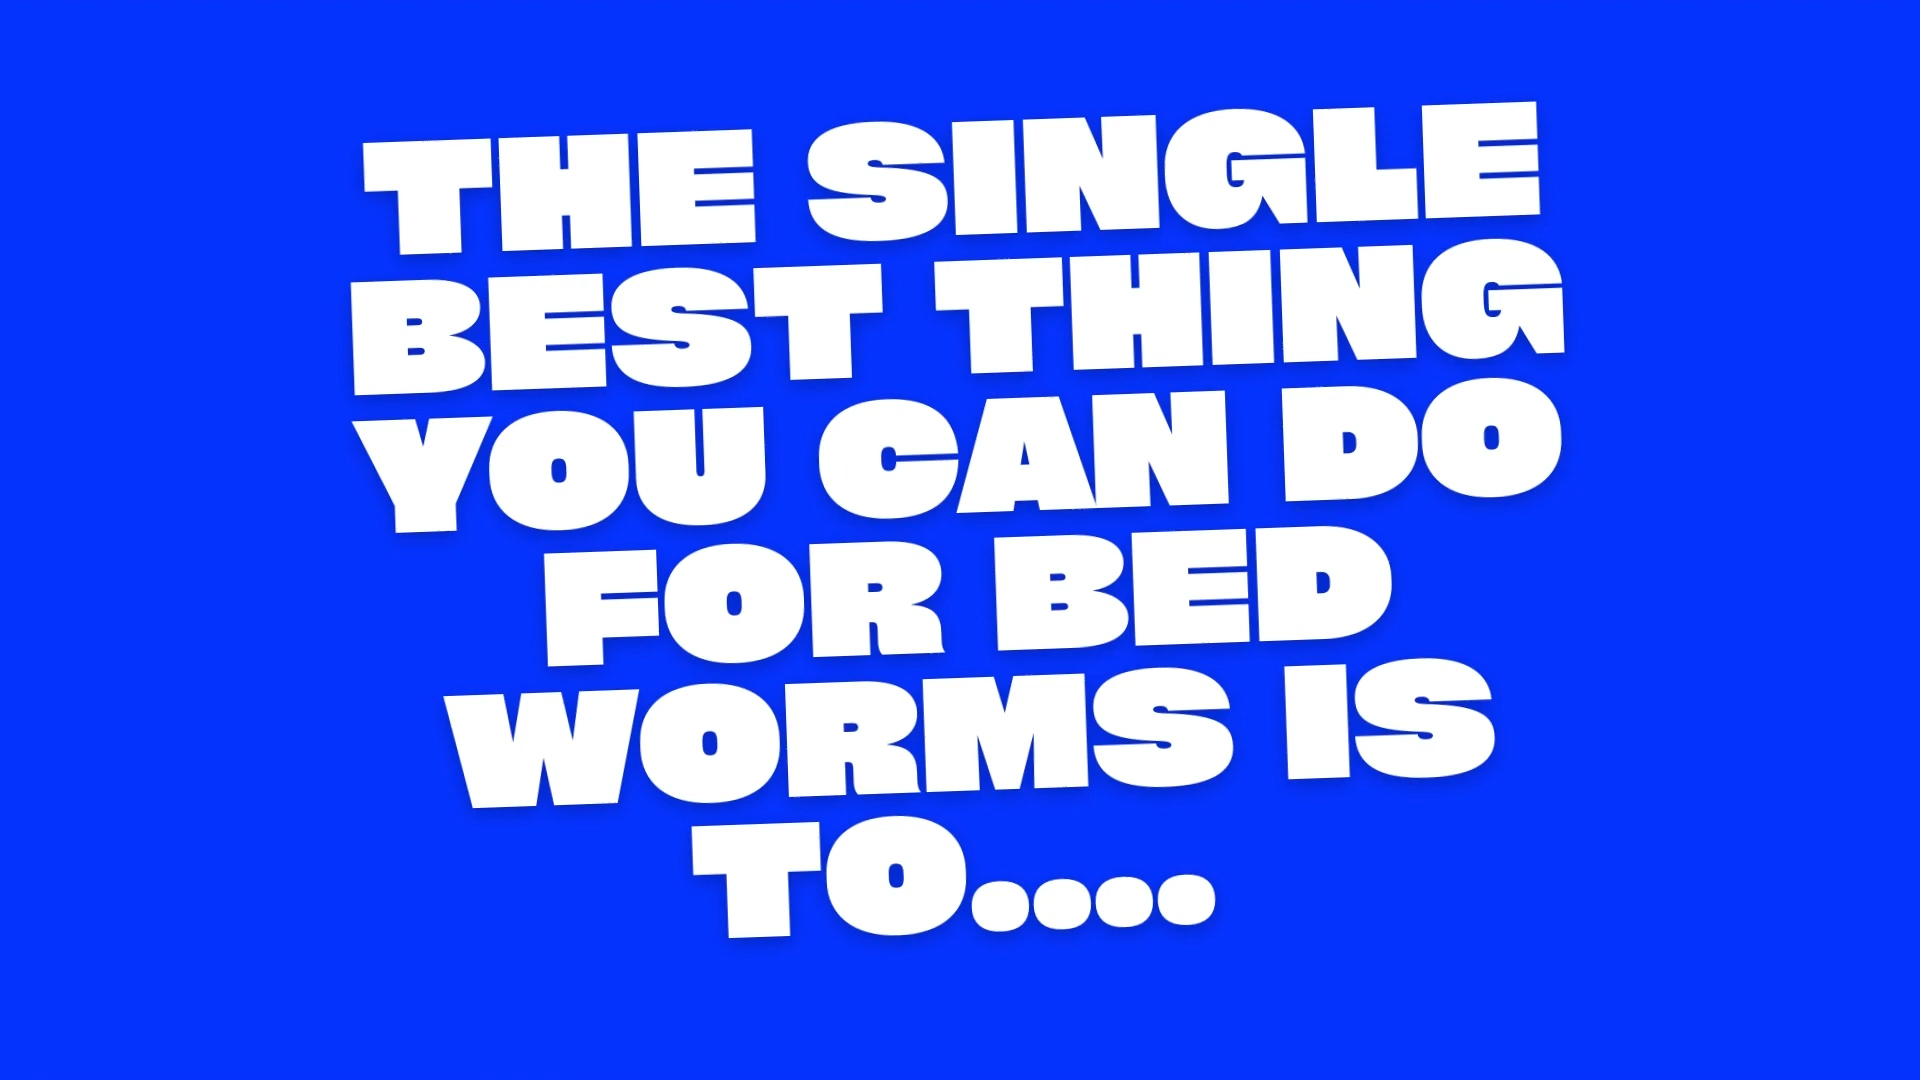 THE SINGLE
BEST THING
YOU CAN DO
FOR BED
WORMS IS
TO....